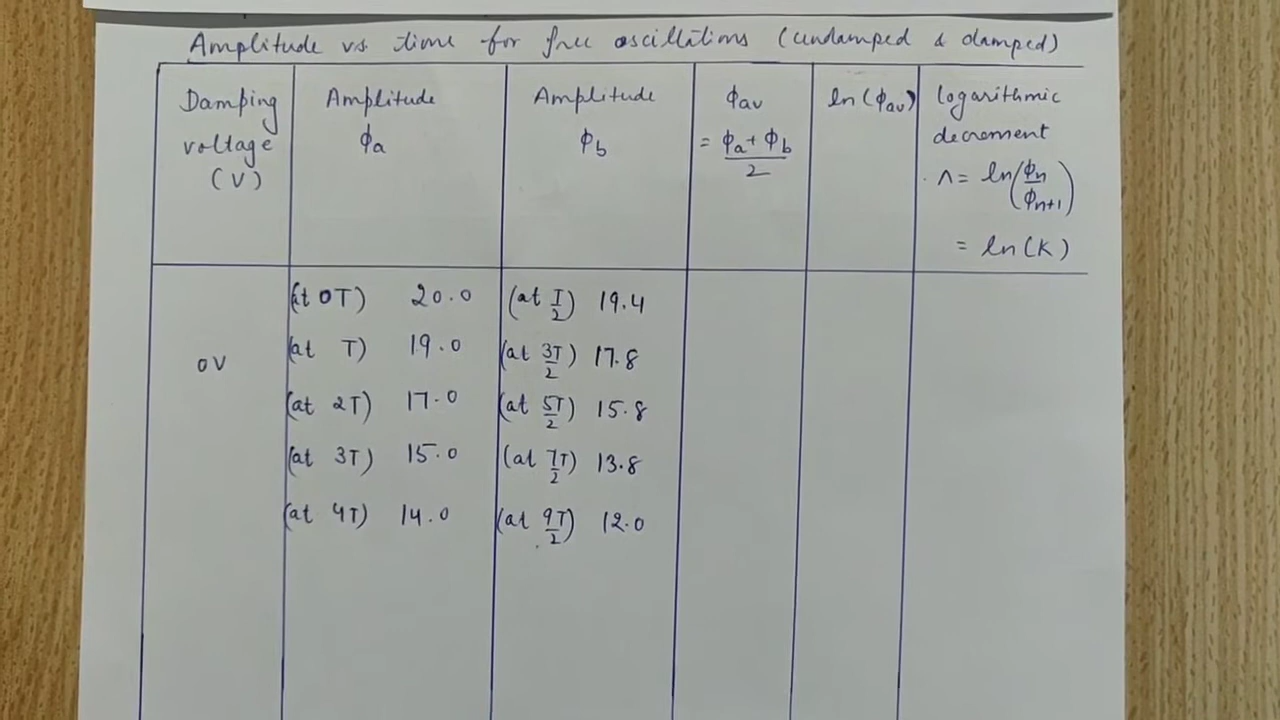 Amplitude vs time for free oscillations (undamped & damped)
Damping voltage (V)
Amplitude ϕa
Amplitude ϕb
ϕav = ϕa + ϕb / 2
ln(ϕav)
logarithmic decrement
Λ = ln(ϕn / ϕn+1)
= ln(K)
0V
(at 0T) 20.0 (at T/2) 19.4
(at T) 19.0 (at 3T/2) 17.8
(at 2T) 17.0 (at 5T/2) 15.8
(at 3T) 15.0 (at 7T/2) 13.8
(at 4T) 14.0 (at 9T/2) 12.0